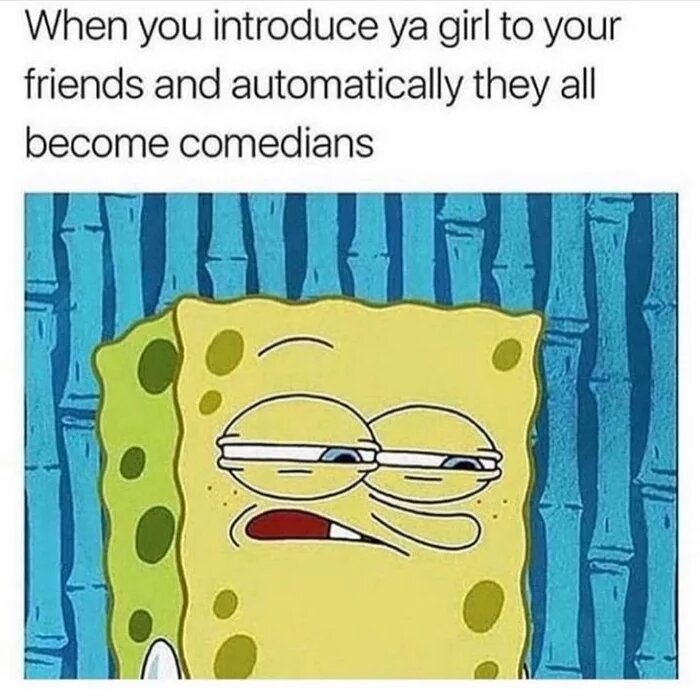 When you introduce ya girl to your
friends and automatically they all
become comedians